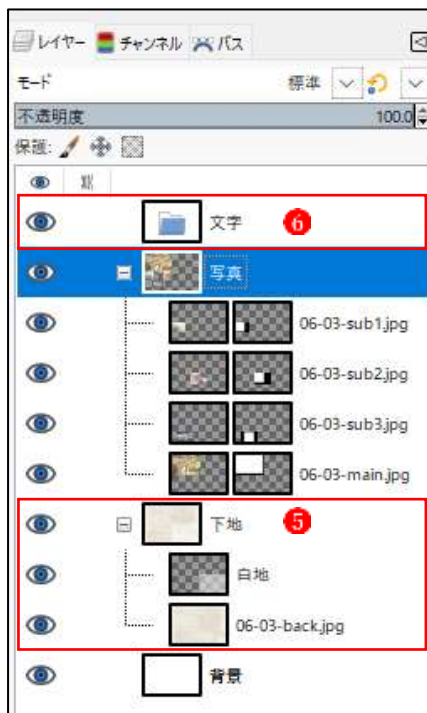 レイヤー チャンネル パス
モード 標準
不透明度 100.0
保護:
文字 6
写真
06-03-sub1.jpg
06-03-sub2.jpg
06-03-sub3.jpg
06-03-main.jpg
下地 5
白地
06-03-back.jpg
背景